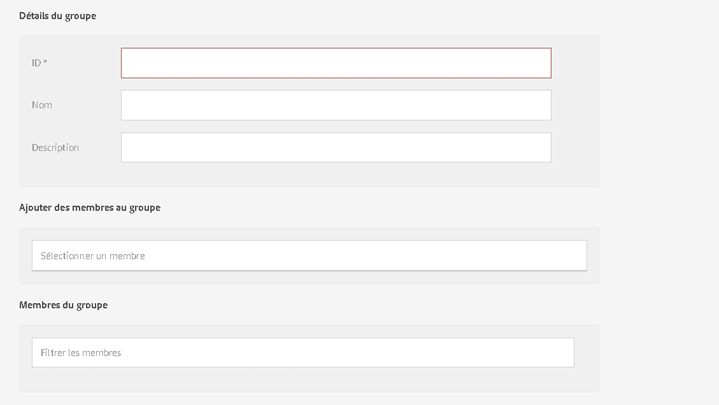 Détails du groupe
ID *
Nom
Description
Ajouter des membres au groupe
Sélectionner un membre
Membres du groupe
Filtrer les membres